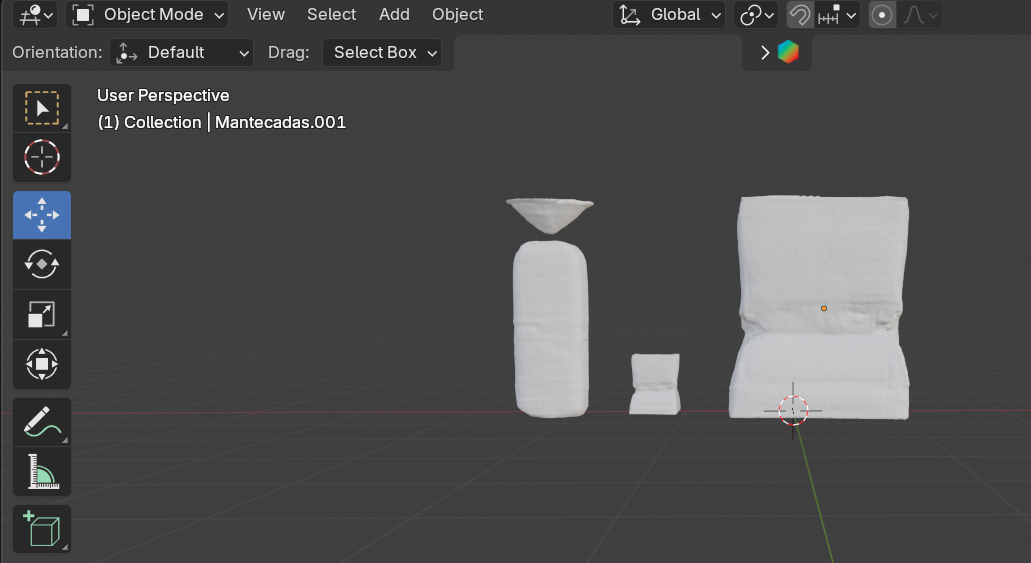 Object Mode View Select Add Object Global
Orientation: Default Drag: Select Box
User Perspective
(1) Collection | Mantecadas.001